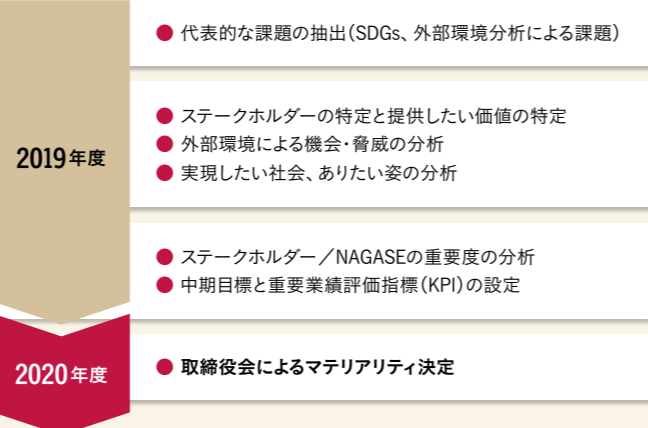 ● 代表的な課題の抽出（SDGs、外部環境分析による課題）
2019年度
● ステークホルダーの特定と提供したい価値の特定
● 外部環境による機会・脅威の分析
● 実現したい社会、ありたい姿の分析
● ステークホルダー／NAGASEの重要度の分析
● 中期目標と重要業績評価指標（KPI）の設定
2020年度
● 取締役会によるマテリアリティ決定